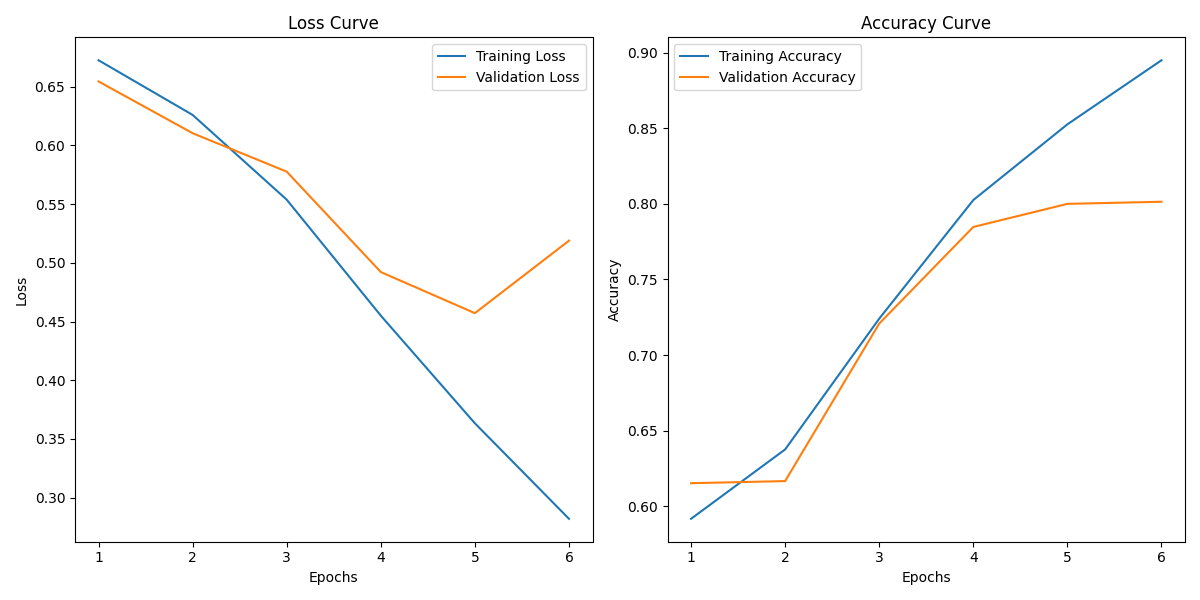 Loss Curve
Training Loss
Validation Loss
0.65
0.60
0.55
0.50
0.45
0.40
0.35
0.30
Loss
1 2 3 4 5 6
Epochs
Accuracy Curve
Training Accuracy
Validation Accuracy
0.90
0.85
0.80
0.75
0.70
0.65
0.60
Accuracy
1 2 3 4 5 6
Epochs